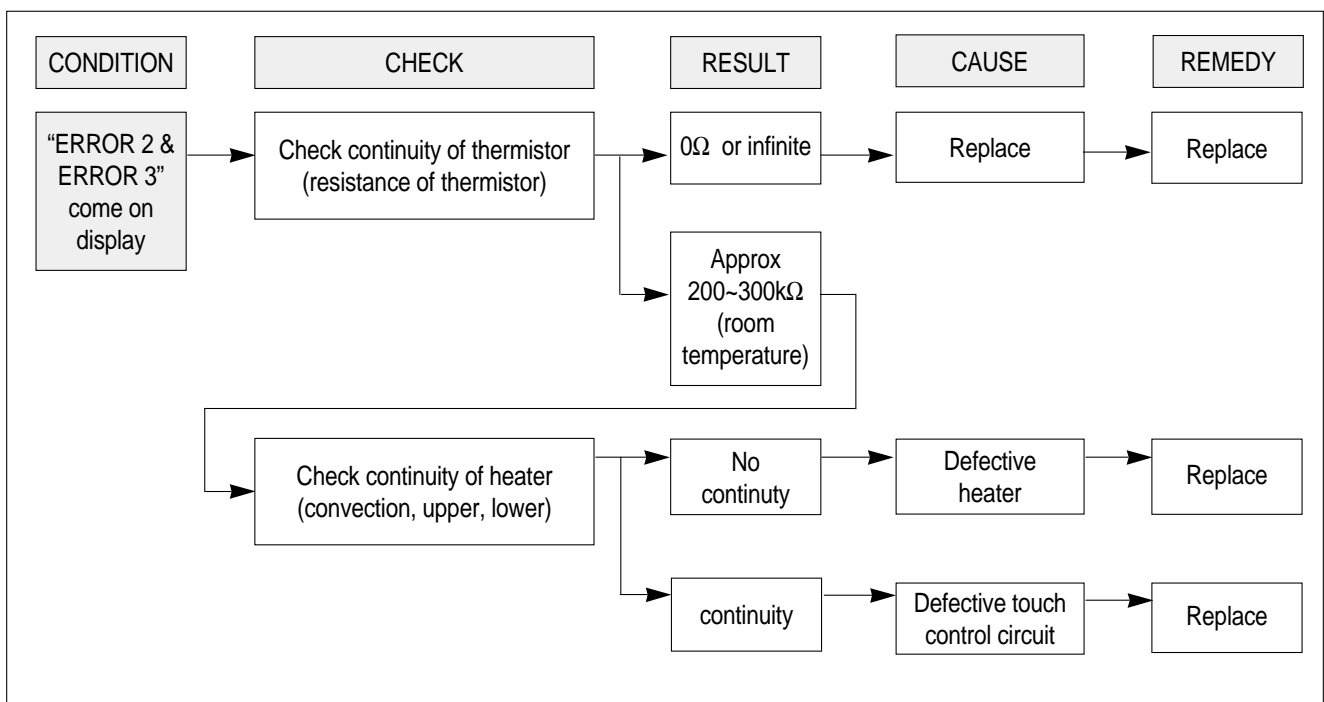 CONDITION
CHECK
RESULT
CAUSE
REMEDY
“ERROR 2 &
ERROR 3”
come on
display
Check continuity of thermistor
(resistance of thermistor)
0Ω or infinite
Replace
Replace
Approx
200~300kΩ
(room
temperature)
Check continuity of heater
(convection, upper, lower)
No
continuty
Defective
heater
Replace
continuity
Defective touch
control circuit
Replace